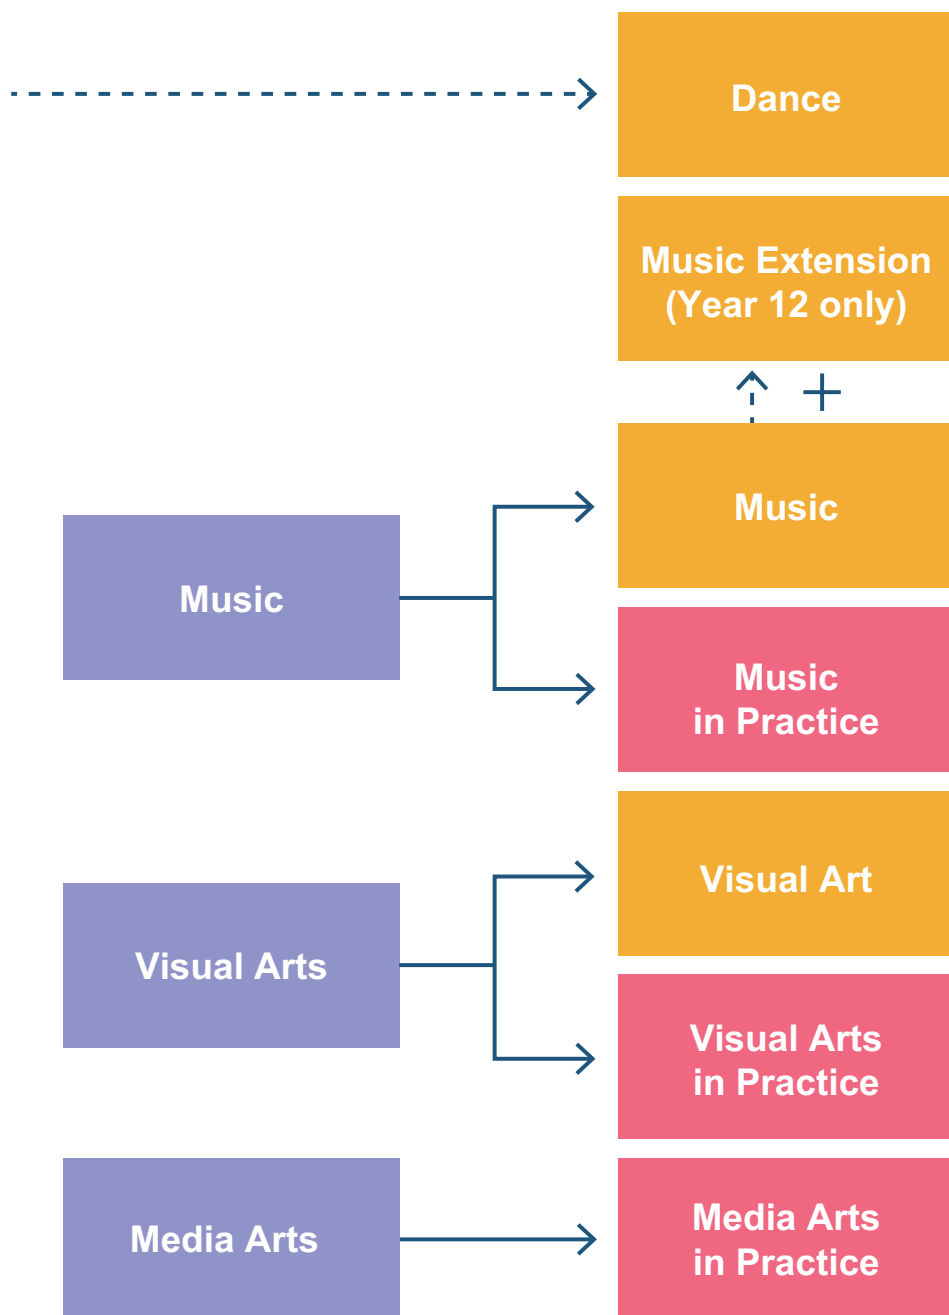 Dance
Music Extension
(Year 12 only)
+
Music
Music
Music
in Practice
Visual Art
Visual Arts
Visual Arts
in Practice
Media Arts
Media Arts
in Practice